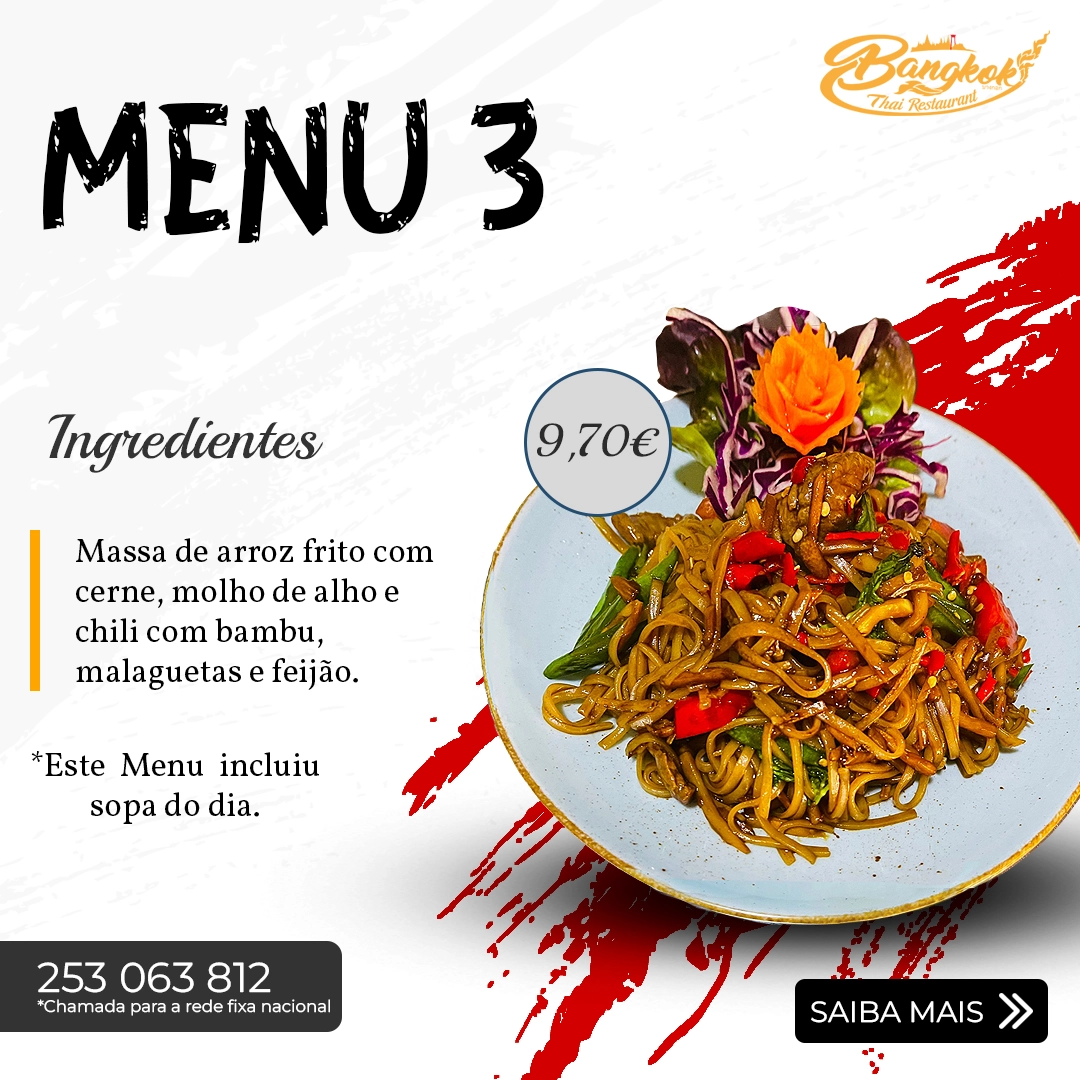 Bangkok
Thai Restaurant
MENU 3
Ingredientes
9,70€
Massa de arroz frito com
cerne, molho de alho e
chili com bambu,
malaguetas e feijão.
*Este Menu incluiu
sopa do dia.
253 063 812
*Chamada para a rede fixa nacional
SAIBA MAIS